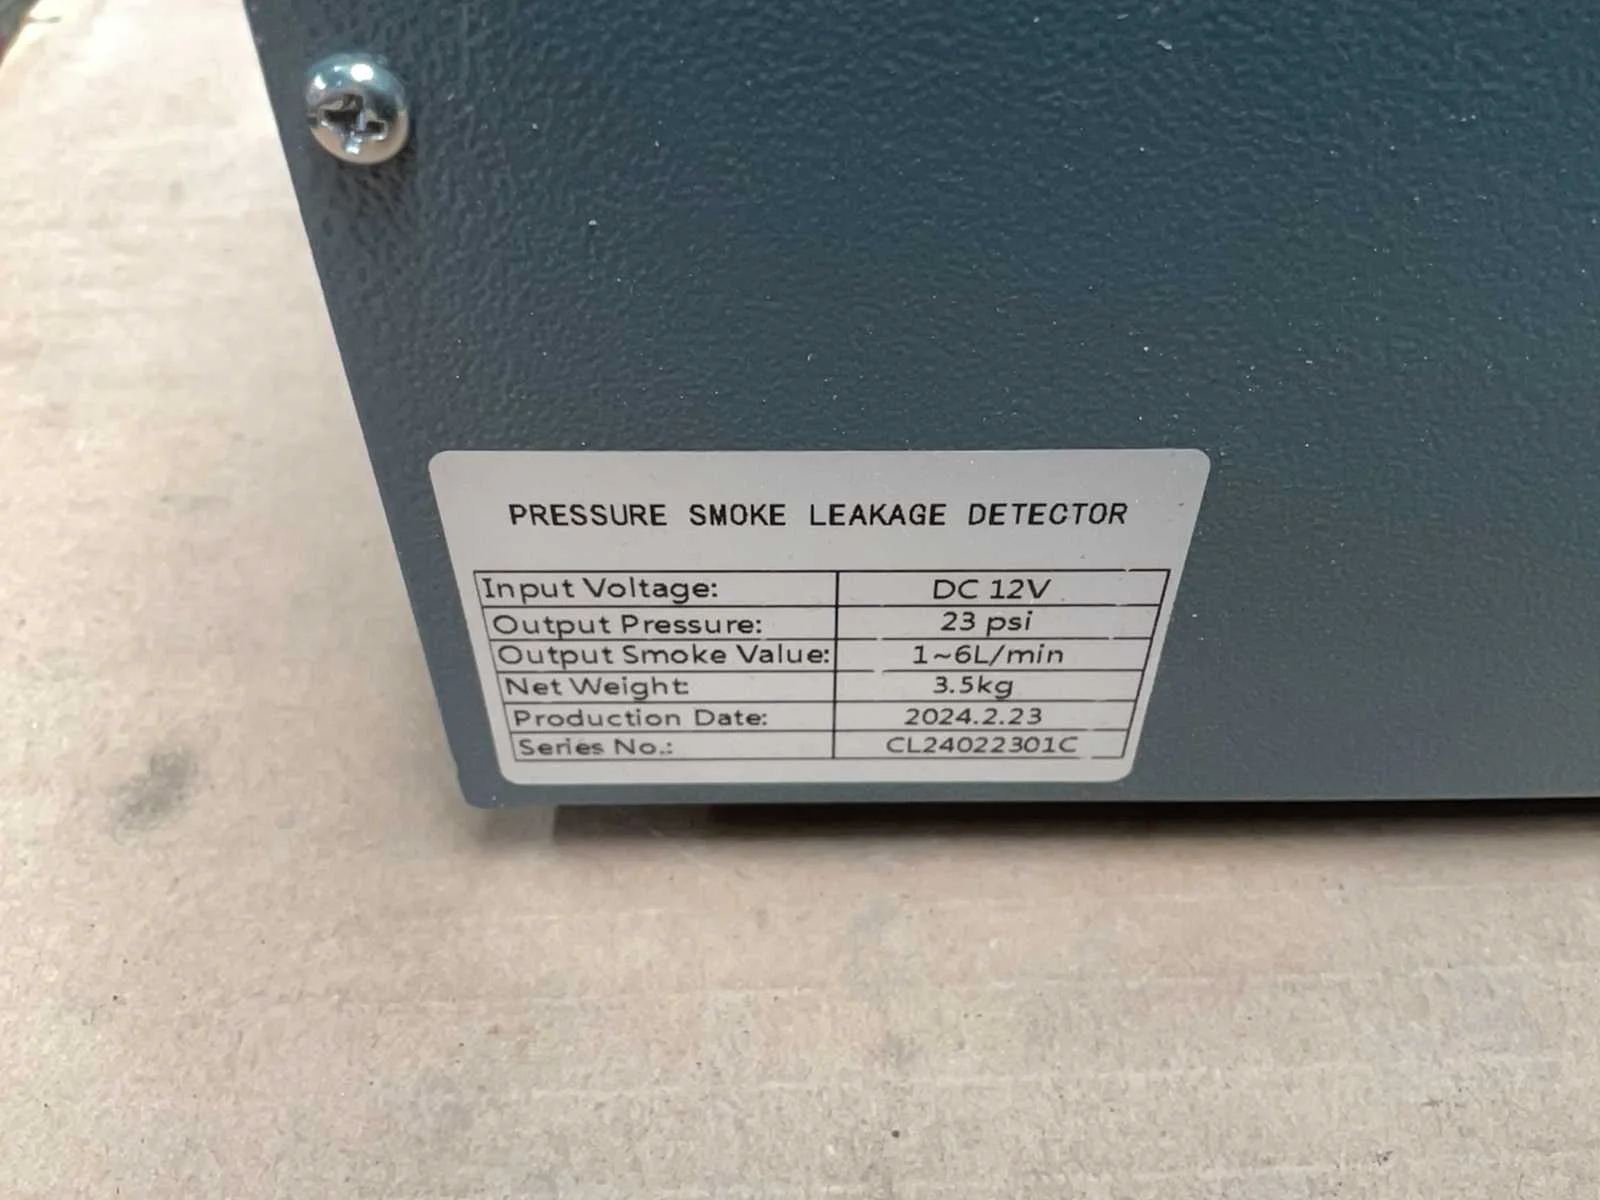 PRESSURE SMOKE LEAKAGE DETECTOR
Input Voltage: DC 12V
Output Pressure: 23 psi
Output Smoke Value: 1~6L/min
Net Weight: 3.5kg
Production Date: 2024.2.23
Series No.: CL24022301C